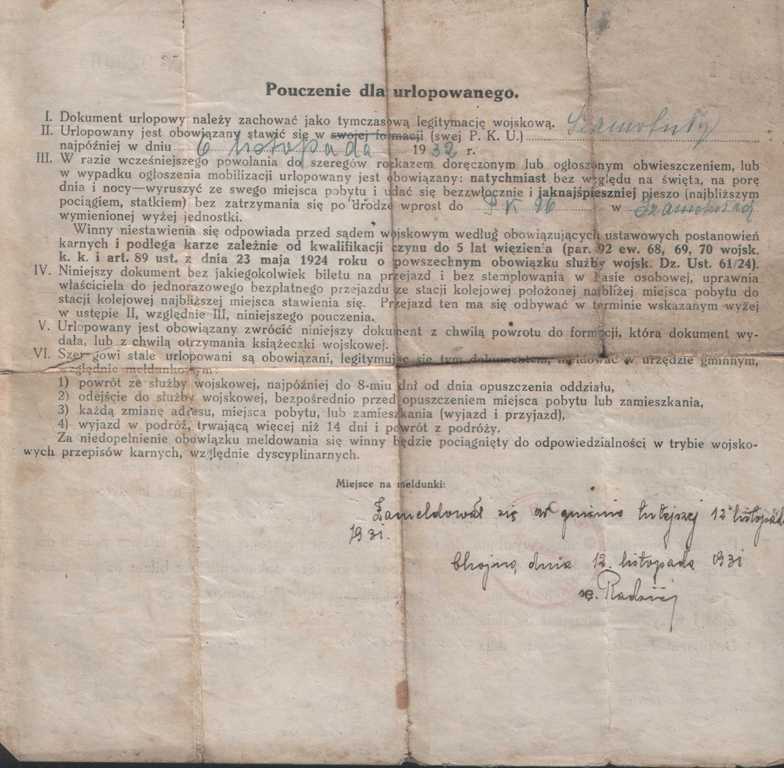 Pouczenie dla urlopowanego.
I. Dokument urlopowy należy zachować jako tymczasową legitymację wojskową.
II. Urlopowany jest obowiązany stawić się w swojej formacji (swej P. K. U.) Szamotuły
najpóźniej w dniu 6 listopada 1932 r.
III. W razie wcześniejszego powołania do szeregów rozkazem doręczonym lub ogłoszonym obwieszczeniem, lub
w wypadku ogłoszenia mobilizacji urlopowany jest obowiązany: natychmiast bez względu na święta, na porę
dnia i nocy—wyruszyć ze swego miejsca pobytu i udać się bezzwłocznie i jaknajśpieszniej pieszo (najbliższym
pociągiem, statkiem) bez zatrzymania się po drodze wprost do w Szamotuły
wymienionej wyżej jednostki.
Winny niestawienia się odpowiada przed sądem wojskowym według obowiązujących ustawowych postanowień
karnych i podlega karze zależnie od kwalifikacji czynu do 5 lat więzienia (par. 92 ew. 68, 69, 70 wojsk.
k. k. i art. 89 ust. z dnia 23 maja 1924 roku o powszechnym obowiązku służby wojsk. Dz. Ust. 61/24).
IV. Niniejszy dokument bez jakiegokolwiek biletu na przejazd i bez stemplowania w kasie osobowej, uprawnia
właściciela do jednorazowego bezpłatnego przejazdu ze stacji kolejowej położonej najbliżej miejsca pobytu do
stacji kolejowej najbliższej miejsca stawienia się. Przejazd ten ma się odbywać w terminie wskazanym wyżej
w ustępie II, względnie III, niniejszego pouczenia.
V. Urlopowany jest obowiązany zwrócić niniejszy dokument z chwilą powrotu do formacji, która dokument wy-
dała, lub z chwilą otrzymania książeczki wojskowej.
VI. Szeregowi stale urlopowani są obowiązani, legitymując się tym dokumentem, meldować w urzędzie gminnym,
względnie meldunkowym:
1) powrót ze służby wojskowej, najpóźniej do 8-miu dni od dnia opuszczenia oddziału,
2) odejście do służby wojskowej, bezpośrednio przed opuszczeniem miejsca pobytu lub zamieszkania,
3) każdą zmianę adresu, miejsca pobytu, lub zamieszkania (wyjazd i przyjazd),
4) wyjazd w podróż, trwającą więcej niż 14 dni i powrót z podróży.
Za niedopełnienie obowiązku meldowania się winny będzie pociągnięty do odpowiedzialności w trybie wojsko-
wych przepisów karnych, względnie dyscyplinarnych.
Miejsce na meldunki:
Zameldował się w gminie tutejszej 12 listopada
1931.
Chojno, dnia 12. listopada 1931